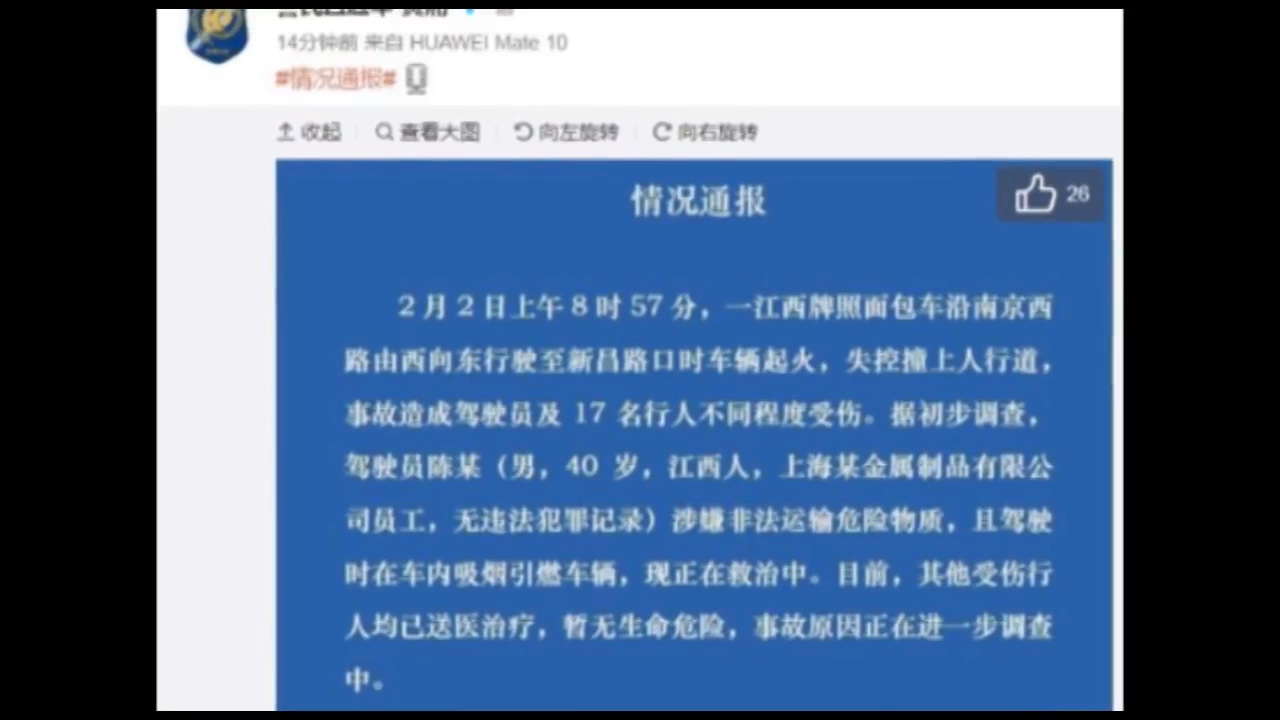 14分钟前 来自 HUAWEI Mate 10
#情况通报#
收起 查看大图 向左旋转 向右旋转
情况通报
26
2月2日上午8时57分，一江西牌照面包车沿南京西
路由西向东行驶至新昌路口时车辆起火，失控撞上人行道，
事故造成驾驶员及 17 名行人不同程度受伤。据初步调查，
驾驶员陈某（男，40 岁，江西人，上海某金属制品有限公
司员工，无违法犯罪记录）涉嫌非法运输危险物质，且驾驶
时在车内吸烟引燃车辆，现正在救治中。目前，其他受伤行
人均已送医治疗，暂无生命危险，事故原因正在进一步调查
中。